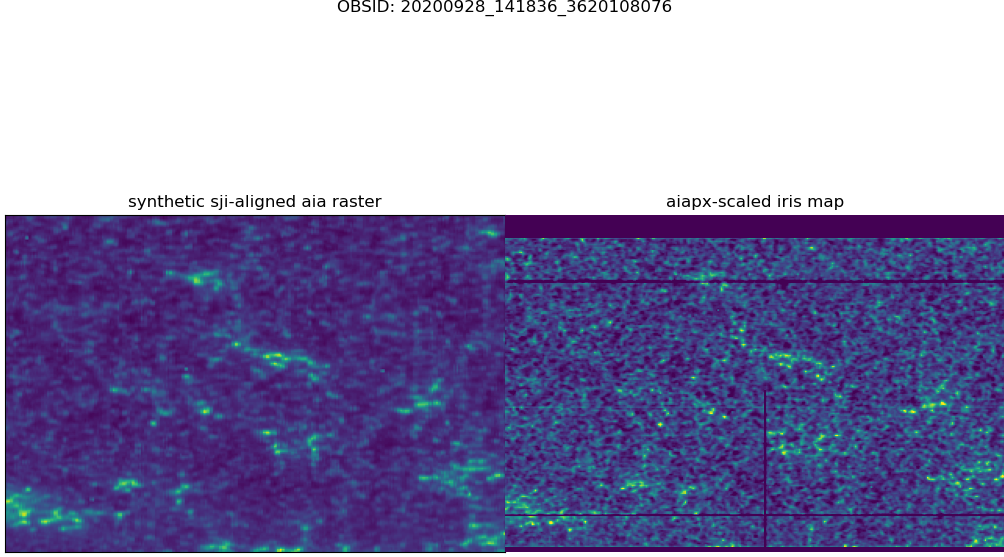 OBSID: 20200928_141836_3620108076
synthetic sji-aligned aia raster
aiapx-scaled iris map